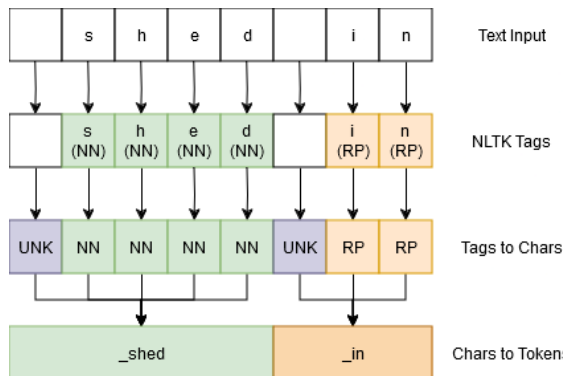 s h e d i n Text Input
s h e d i n
(NN) (NN) (NN) (NN) (RP) (RP)
NLTK Tags
UNK NN NN NN NN UNK RP RP Tags to Chars
_shed _in Chars to Tokens